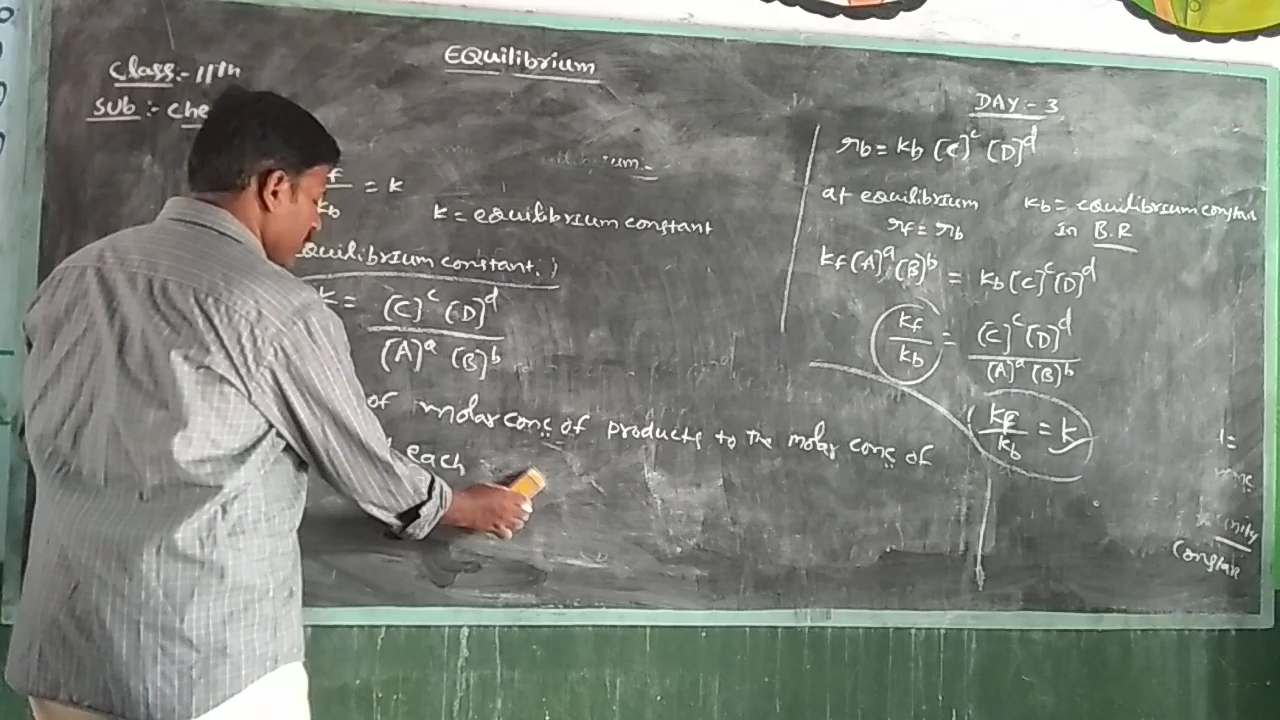 EQuilibrium
Class:- 11th
Sub :- Che
DAY :- 3
= k
kb
k = equilibrium constant
quilibrium constant:)
k = (C)^c (D)^d
(A)^a (B)^b
of molar conc of products to the molar conc of
each
rb = kb (C)^c (D)^d
at equilibrium
rf = rb
kb = equilibrium constan
In B.R
kf (A)^a (B)^b = kb (C)^c (D)^d
kf / kb = (C)^c (D)^d / (A)^a (B)^b
kf / kb = k
Constan